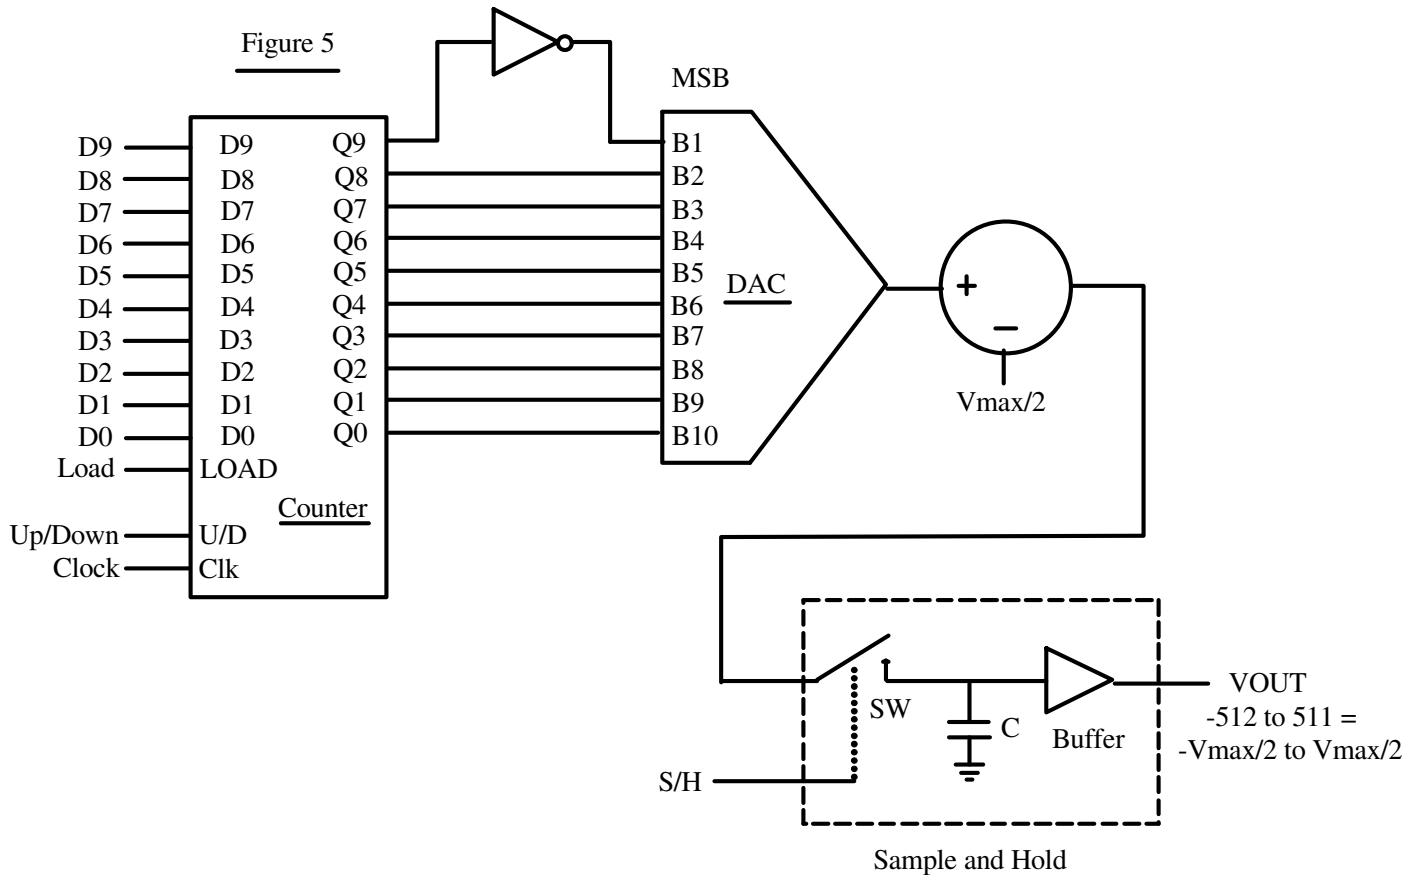 Figure 5
MSB
D9 D9 Q9 B1
D8 D8 Q8 B2
D7 D7 Q7 B3
D6 D6 Q6 B4
D5 D5 Q5 B5
DAC
D4 D4 Q4 B6
D3 D3 Q3 B7
D2 D2 Q2 B8
D1 D1 Q1 B9
D0 D0 Q0 B10
+
−
Vmax/2
Load LOAD
Counter
Up/Down U/D
Clock Clk
SW
C
Buffer
VOUT
-512 to 511 =
-Vmax/2 to Vmax/2
S/H
Sample and Hold